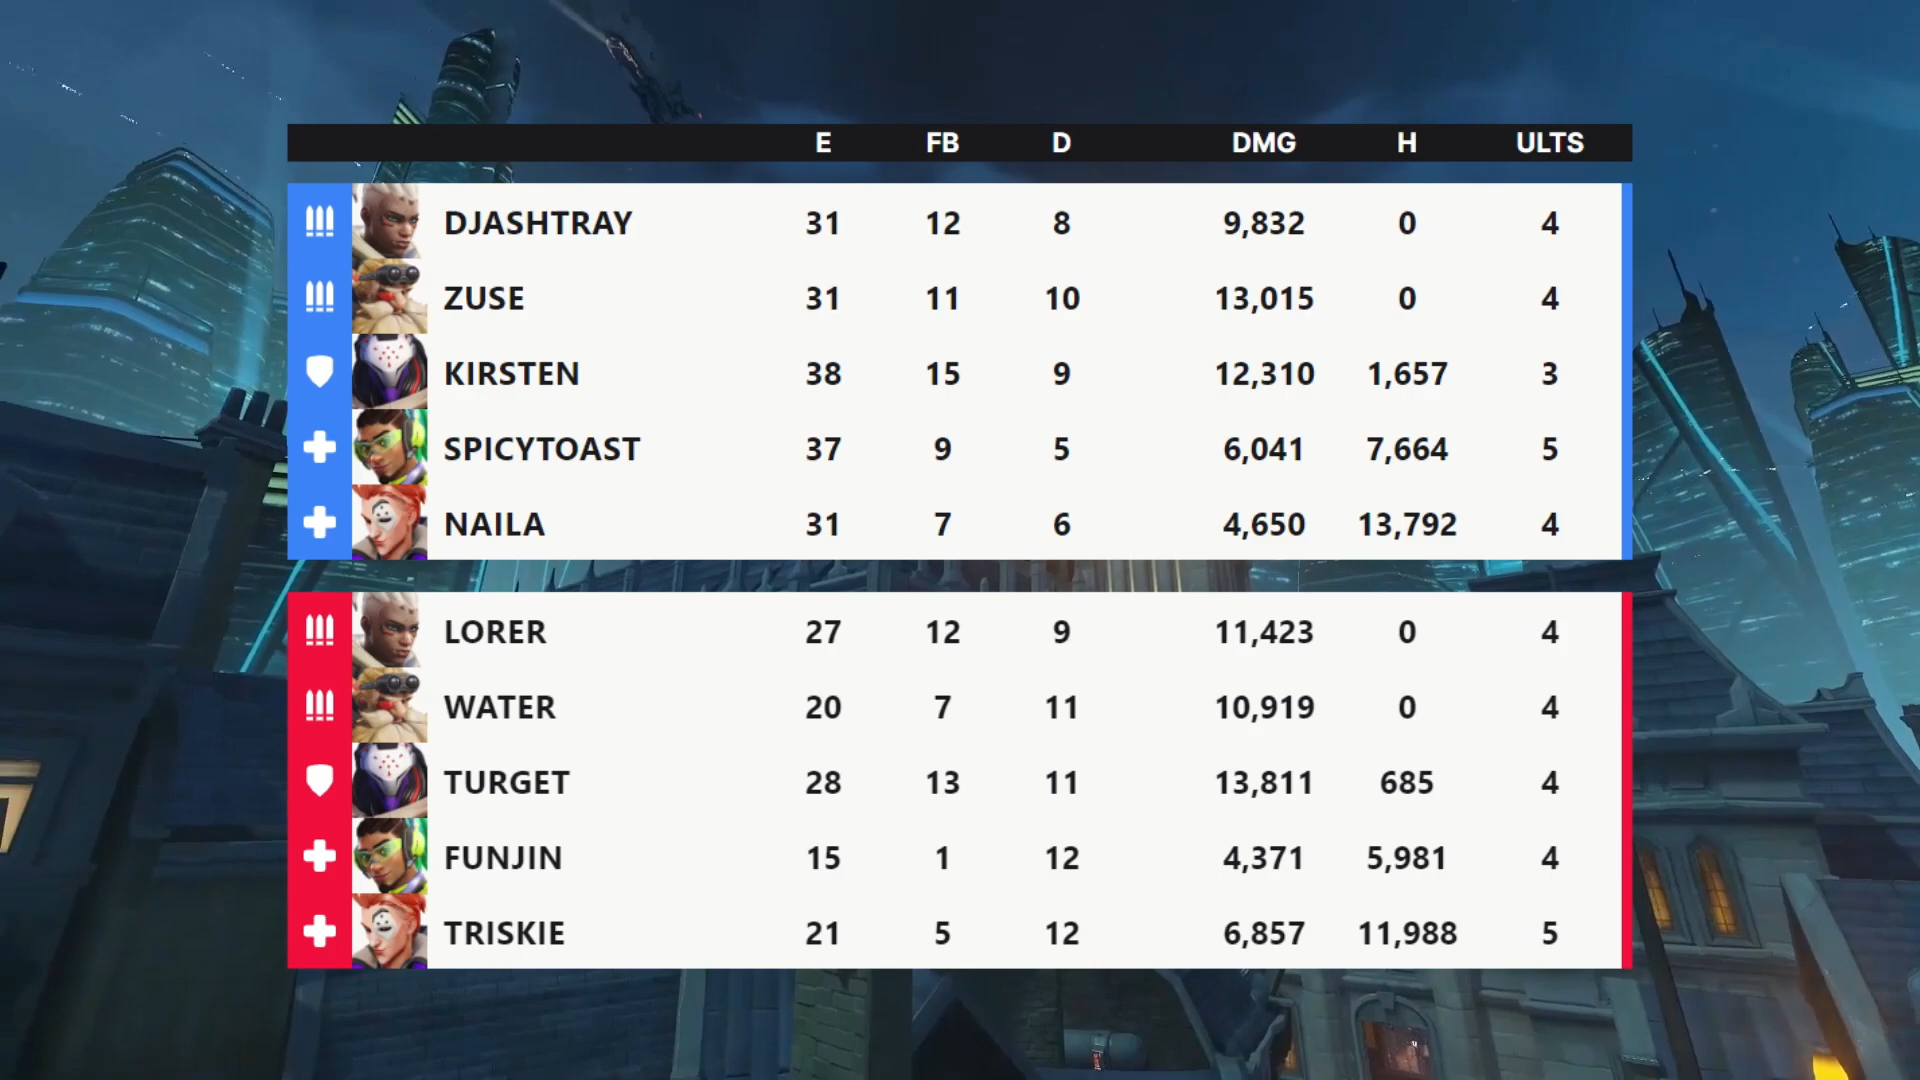 E FB D DMG H ULTS
DJASHTRAY 31 12 8 9,832 0 4
ZUSE 31 11 10 13,015 0 4
KIRSTEN 38 15 9 12,310 1,657 3
SPICYTOAST 37 9 5 6,041 7,664 5
NAILA 31 7 6 4,650 13,792 4
LORER 27 12 9 11,423 0 4
WATER 20 7 11 10,919 0 4
TURGET 28 13 11 13,811 685 4
FUNJIN 15 1 12 4,371 5,981 4
TRISKIE 21 5 12 6,857 11,988 5